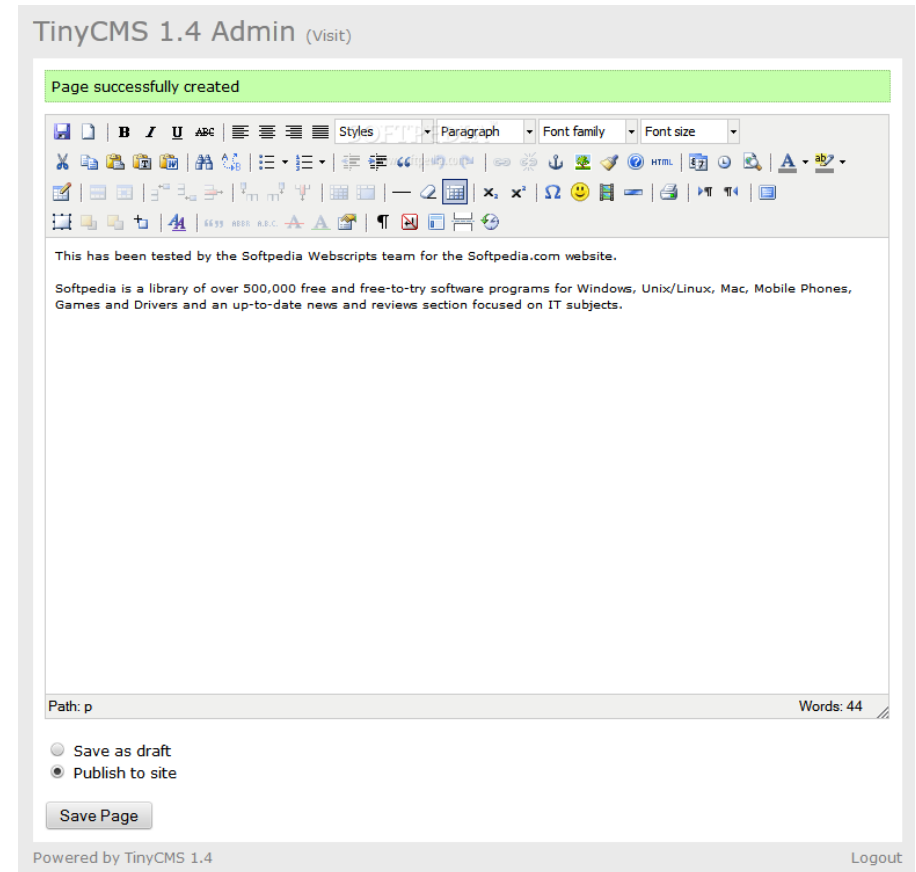 TinyCMS 1.4 Admin (Visit)
Page successfully created
B I U ABC Styles Paragraph Font family Font size
HTML
This has been tested by the Softpedia Webscripts team for the Softpedia.com website.
Softpedia is a library of over 500,000 free and free-to-try software programs for Windows, Unix/Linux, Mac, Mobile Phones,
Games and Drivers and an up-to-date news and reviews section focused on IT subjects.
Path: p Words: 44
Save as draft
Publish to site
Save Page
Powered by TinyCMS 1.4 Logout